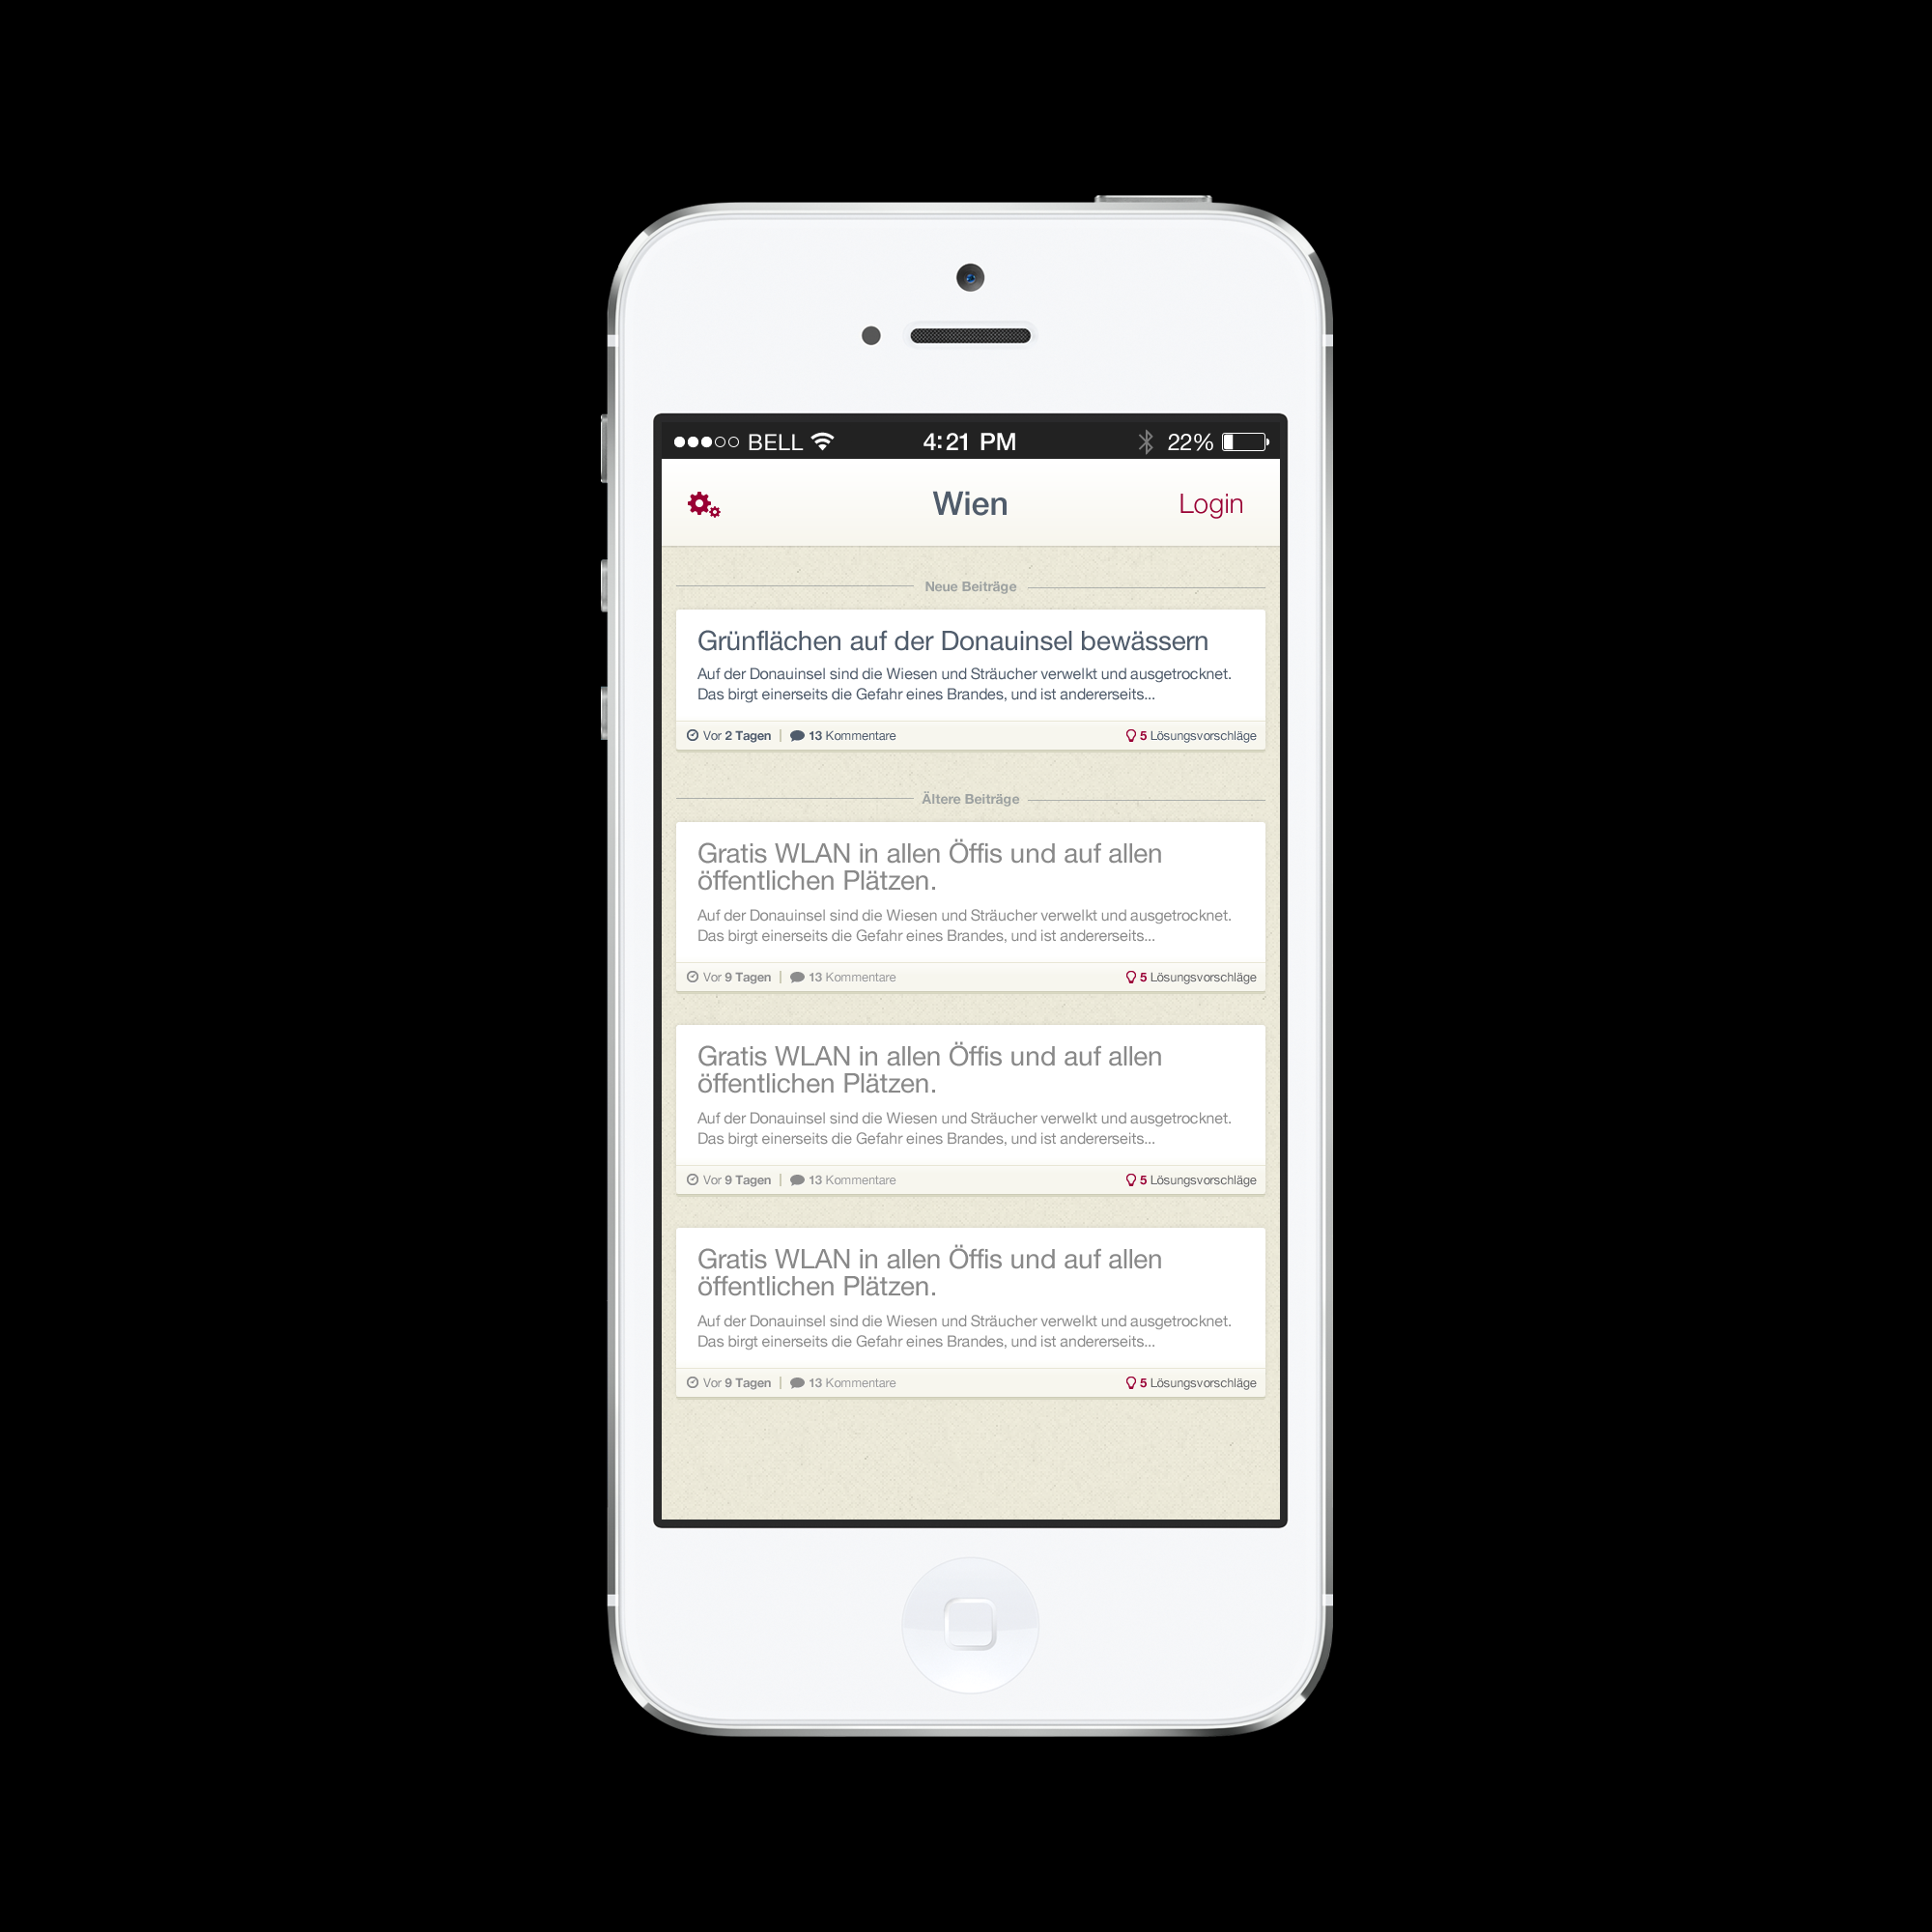 BELL 4:21 PM 22%
Wien Login
Neue Beiträge
Grünflächen auf der Donauinsel bewässern
Auf der Donauinsel sind die Wiesen und Sträucher verwelkt und ausgetrocknet.
Das birgt einerseits die Gefahr eines Brandes, und ist andererseits...
Vor 2 Tagen | 13 Kommentare 5 Lösungsvorschläge
Ältere Beiträge
Gratis WLAN in allen Öffis und auf allen
öffentlichen Plätzen.
Auf der Donauinsel sind die Wiesen und Sträucher verwelkt und ausgetrocknet.
Das birgt einerseits die Gefahr eines Brandes, und ist andererseits...
Vor 9 Tagen | 13 Kommentare 5 Lösungsvorschläge
Gratis WLAN in allen Öffis und auf allen
öffentlichen Plätzen.
Auf der Donauinsel sind die Wiesen und Sträucher verwelkt und ausgetrocknet.
Das birgt einerseits die Gefahr eines Brandes, und ist andererseits...
Vor 9 Tagen | 13 Kommentare 5 Lösungsvorschläge
Gratis WLAN in allen Öffis und auf allen
öffentlichen Plätzen.
Auf der Donauinsel sind die Wiesen und Sträucher verwelkt und ausgetrocknet.
Das birgt einerseits die Gefahr eines Brandes, und ist andererseits...
Vor 9 Tagen | 13 Kommentare 5 Lösungsvorschläge